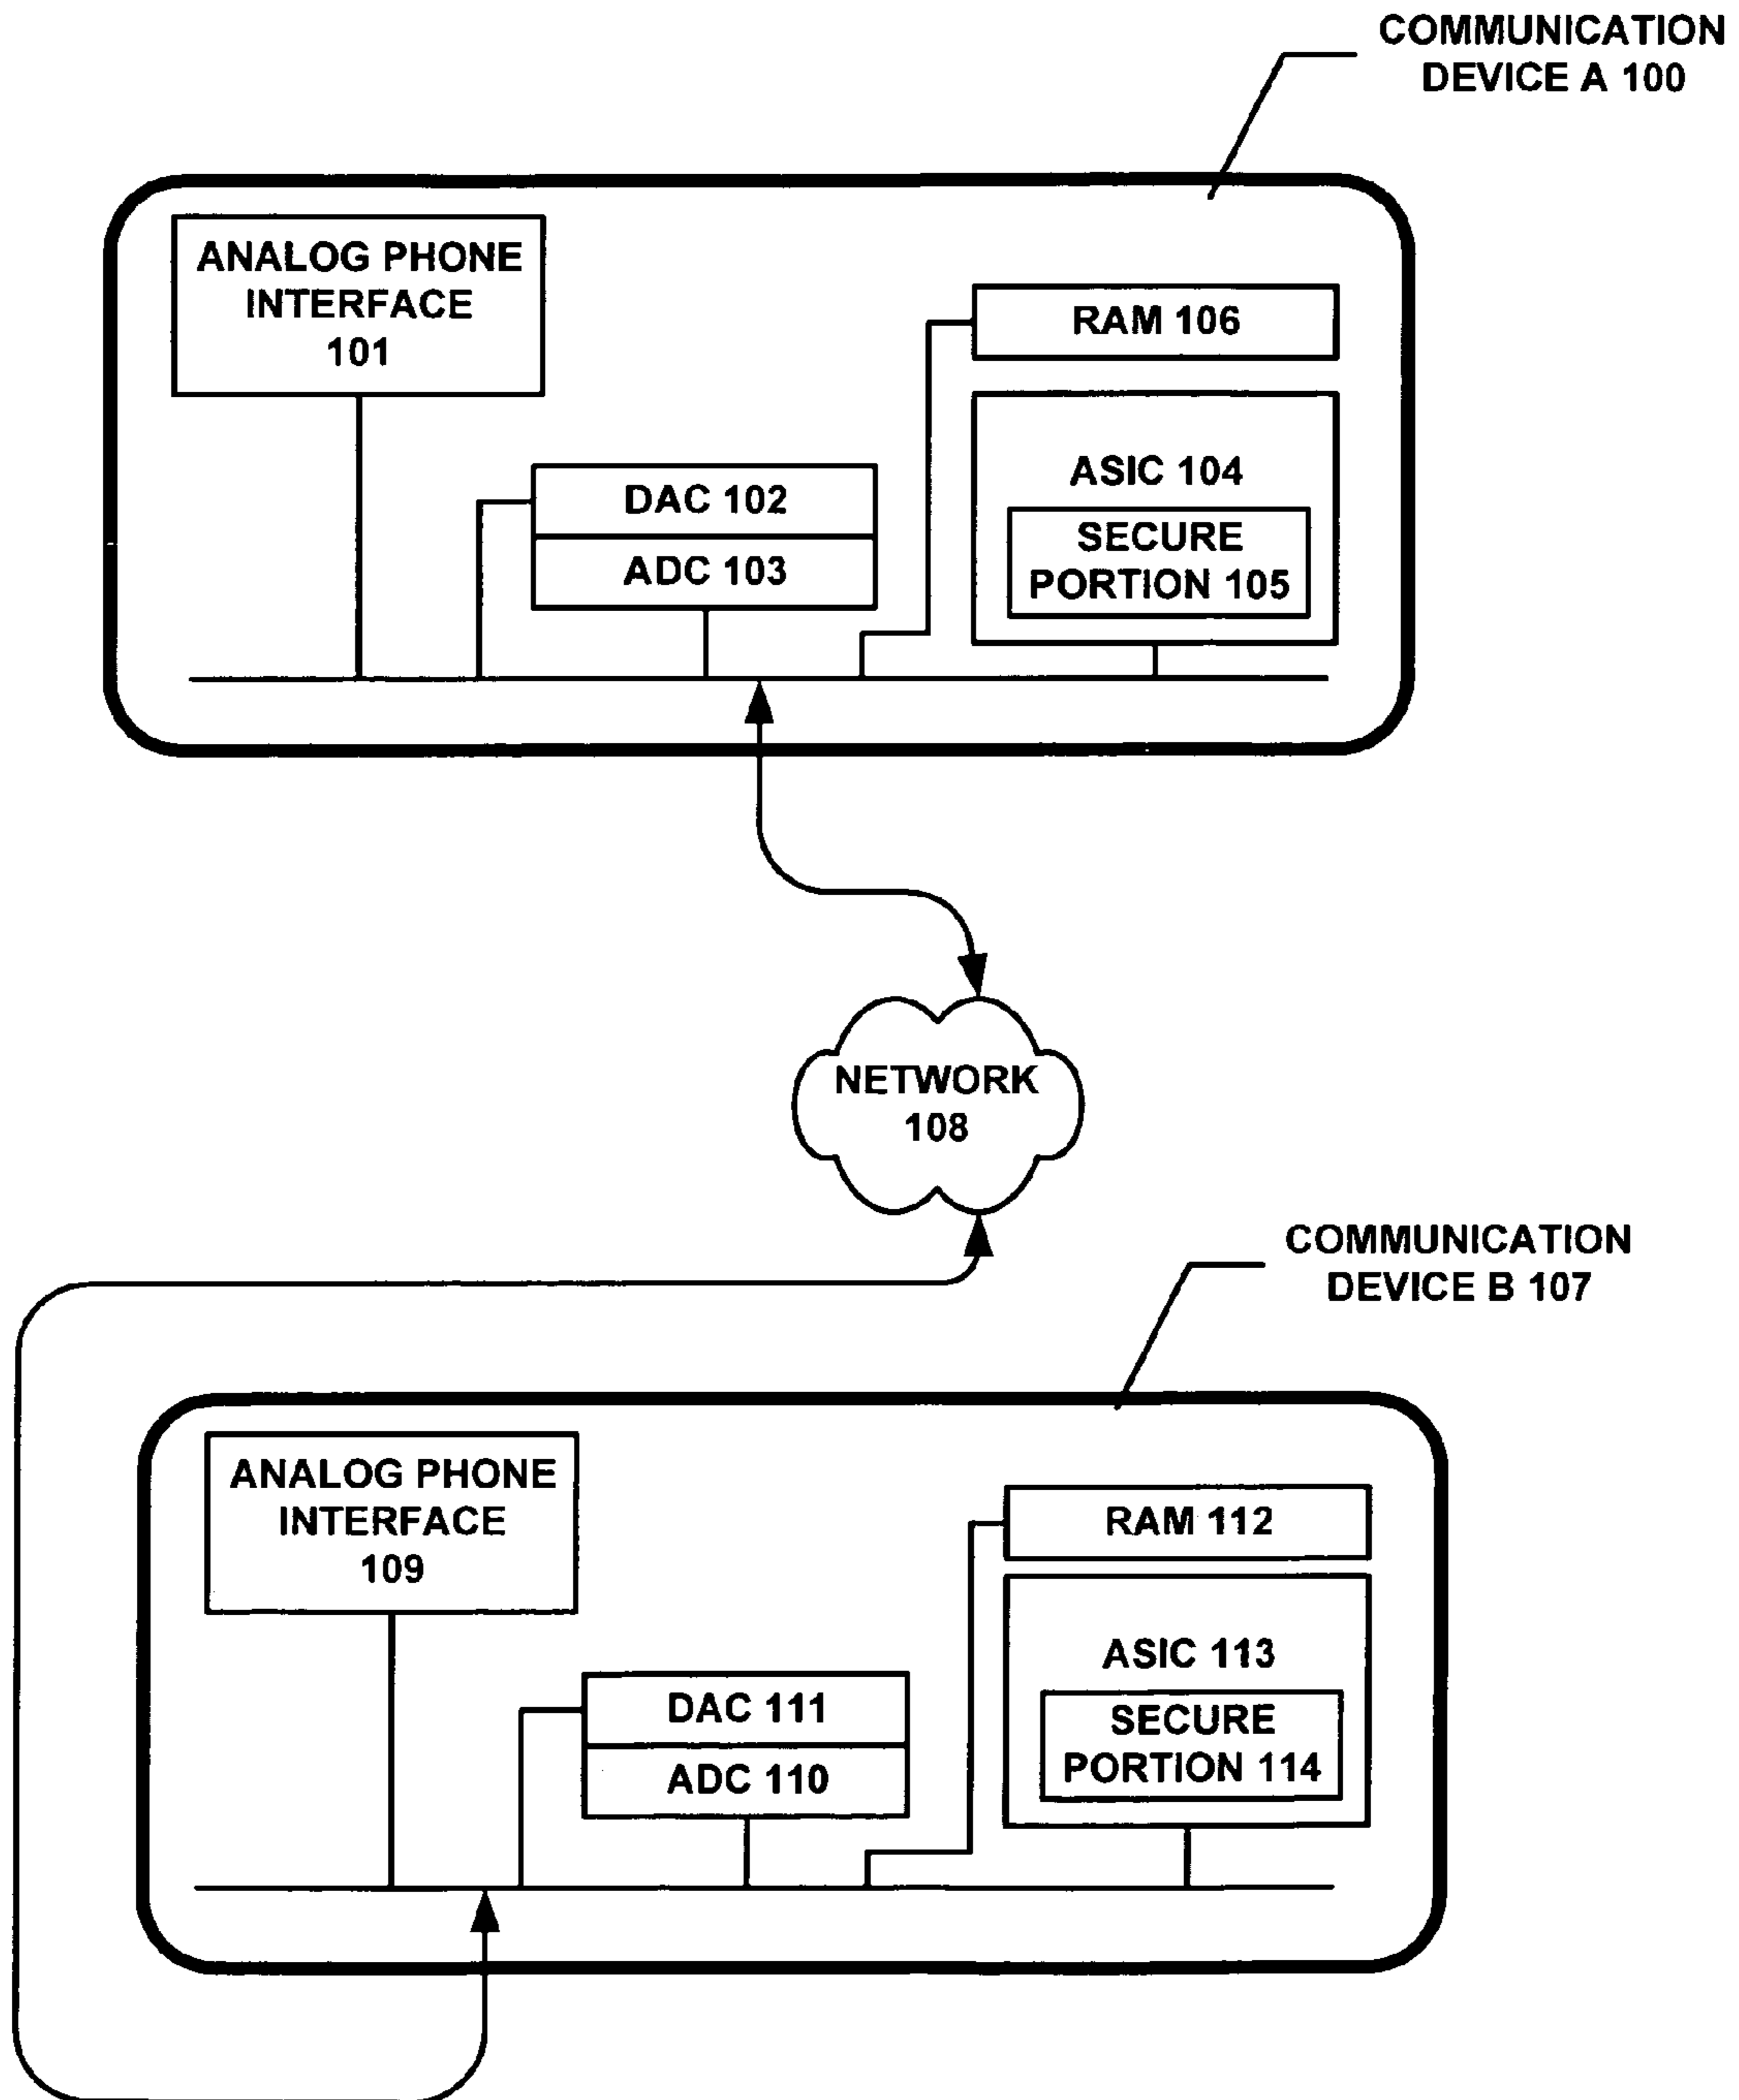 COMMUNICATION
DEVICE A 100
ANALOG PHONE
INTERFACE
101
RAM 106
DAC 102
ADC 103
ASIC 104
SECURE
PORTION 105
NETWORK
108
COMMUNICATION
DEVICE B 107
ANALOG PHONE
INTERFACE
109
RAM 112
DAC 111
ADC 110
ASIC 113
SECURE
PORTION 114